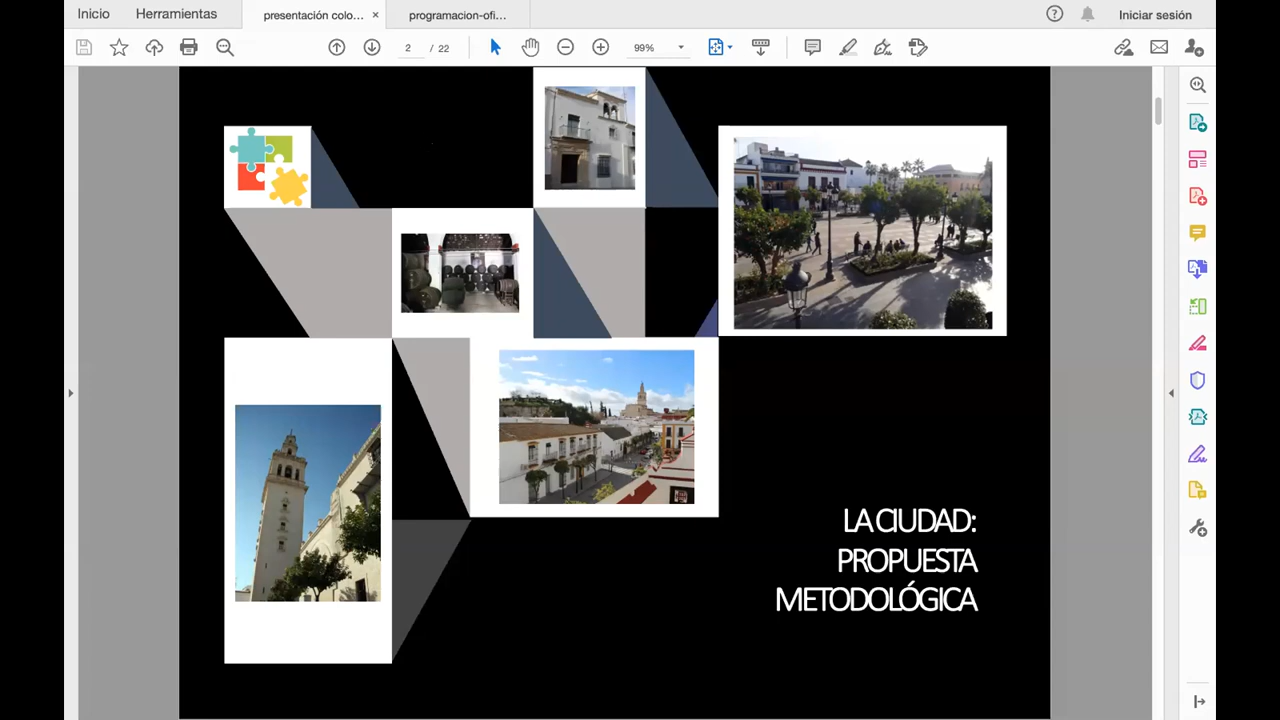 Inicio
Herramientas
presentación colo... ×
programacion-ofi...
Iniciar sesión
2 / 22
99%
LA CIUDAD:
PROPUESTA
METODOLÓGICA